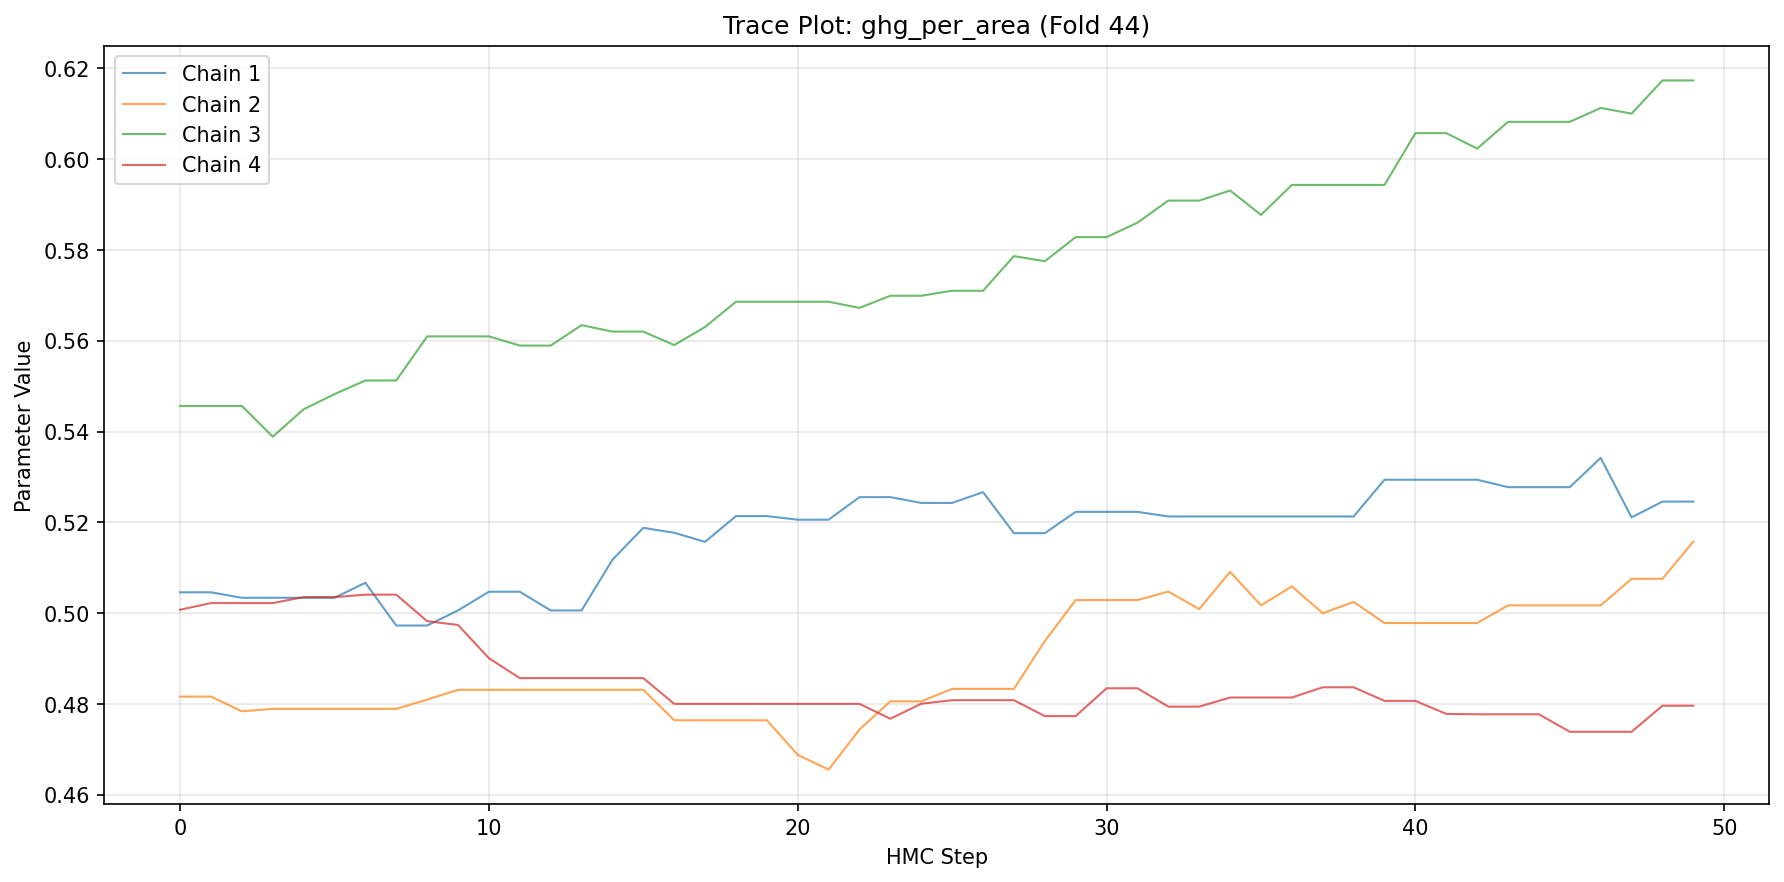 Trace Plot: ghg_per_area (Fold 44)
Chain 1
Chain 2
Chain 3
Chain 4
Parameter Value
0.62
0.60
0.58
0.56
0.54
0.52
0.50
0.48
0.46
0
10
20
30
40
50
HMC Step